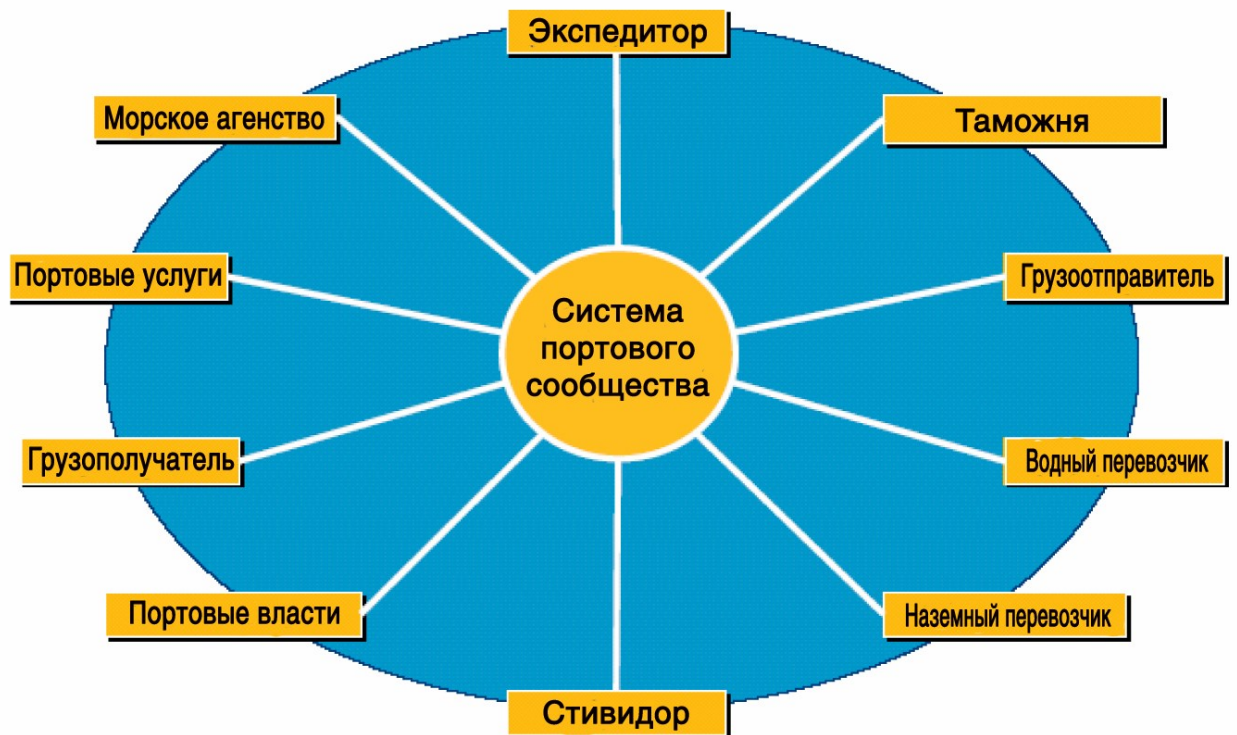 Экспедитор
Морское агенство
Таможня
Портовые услуги
Грузоотправитель
Система
портового
сообщества
Грузополучатель
Водный перевозчик
Портовые власти
Наземный перевозчик
Стивидор